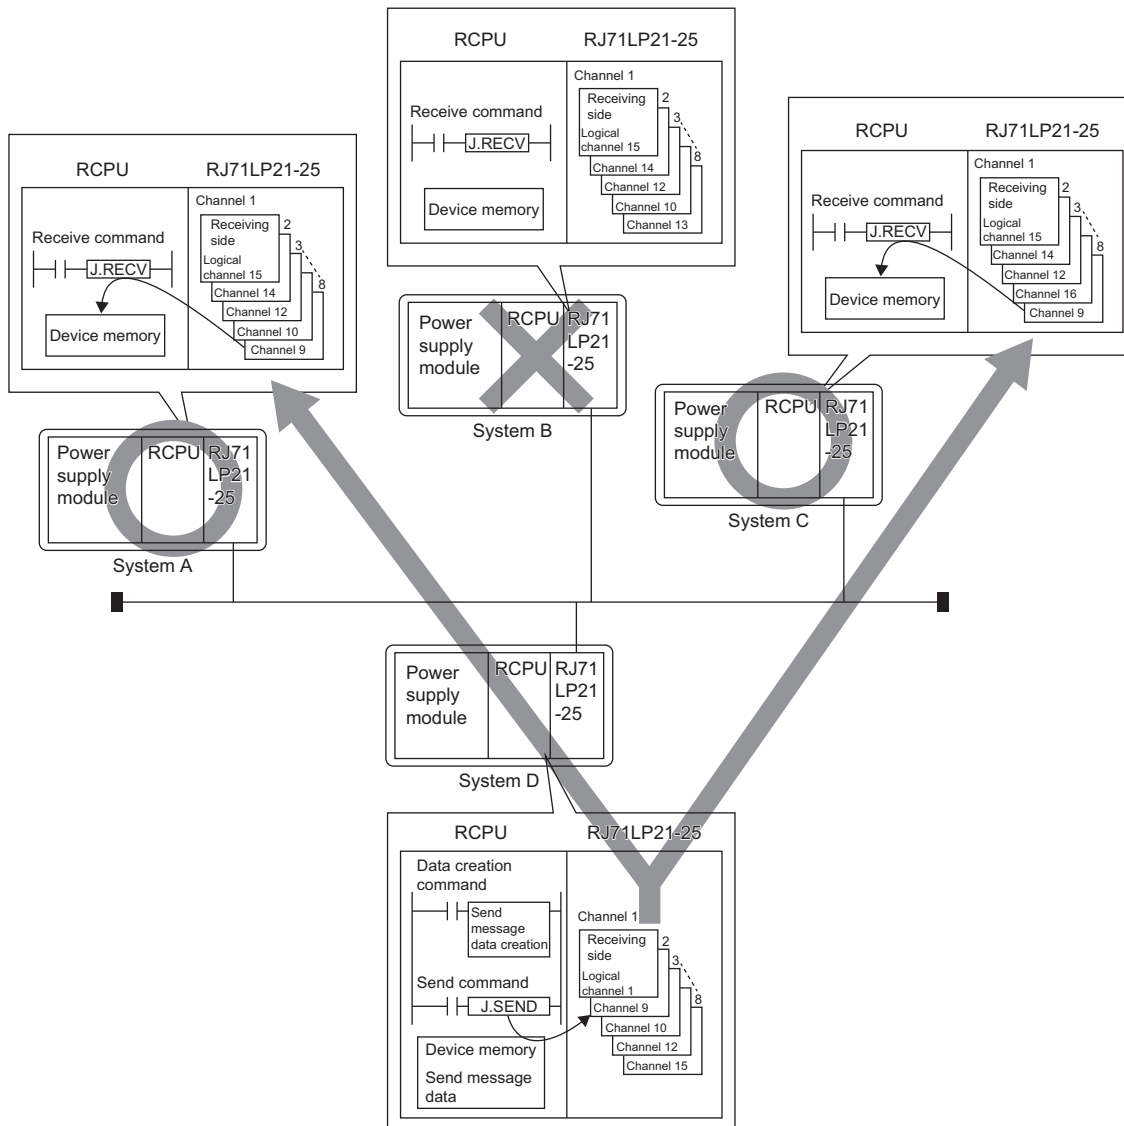 RCPU
RJ71LP21-25
Receive command
J.RECV
Device memory
Channel 1
Receiving
side
Logical
channel 15
2
3
8
Channel 14
Channel 12
Channel 10
Channel 13
RCPU
RJ71LP21-25
Receive command
J.RECV
Device memory
Channel 1
Receiving
side
Logical
channel 15
2
3
8
Channel 14
Channel 12
Channel 10
Channel 9
RCPU
RJ71LP21-25
Receive command
J.RECV
Device memory
Channel 1
Receiving
side
Logical
channel 15
2
3
8
Channel 14
Channel 12
Channel 16
Channel 9
Power
supply
module
RCPU
RJ71
LP21
-25
System B
Power
supply
module
RCPU
RJ71
LP21
-25
System C
Power
supply
module
RCPU
RJ71
LP21
-25
System A
Power
supply
module
RCPU
RJ71
LP21
-25
System D
RCPU
RJ71LP21-25
Data creation
command
Send
message
data creation
Send command
J.SEND
Device memory
Send message
data
Channel 1
Receiving
side
Logical
channel 1
2
3
8
Channel 9
Channel 10
Channel 12
Channel 15